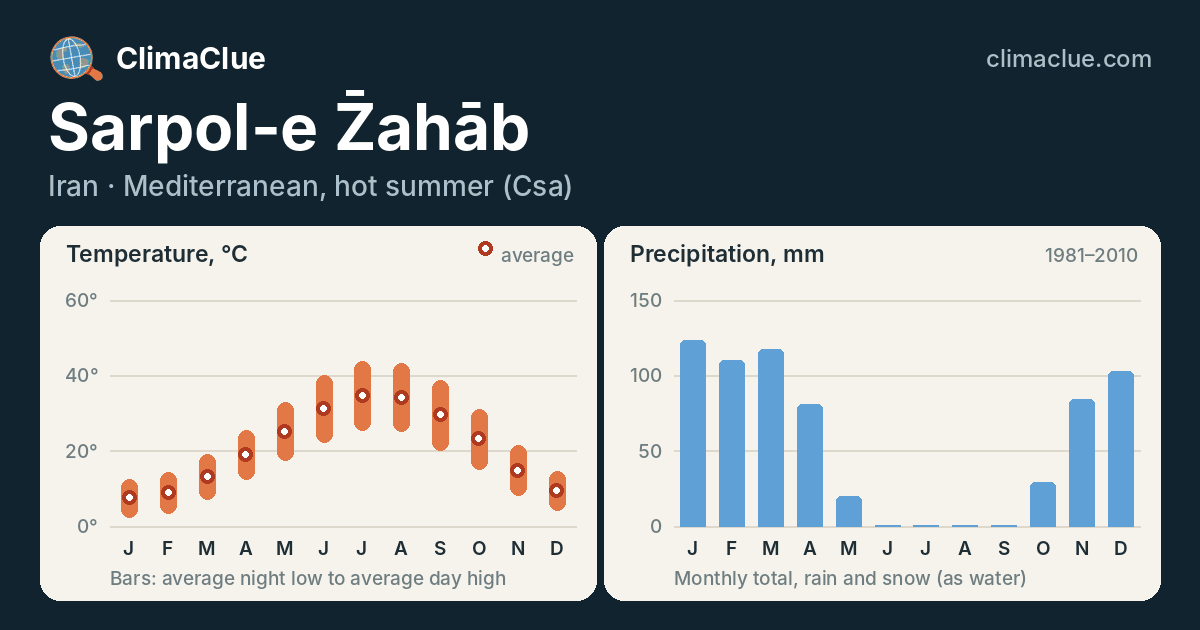 ClimaClue
climaclue.com
Sarpol-e Z̄ahāb
Iran · Mediterranean, hot summer (Csa)
Temperature, °C
average
60°
40°
20°
0°
J F M A M J J A S O N D
Bars: average night low to average day high
Precipitation, mm
1981–2010
150
100
50
0
J F M A M J J A S O N D
Monthly total, rain and snow (as water)